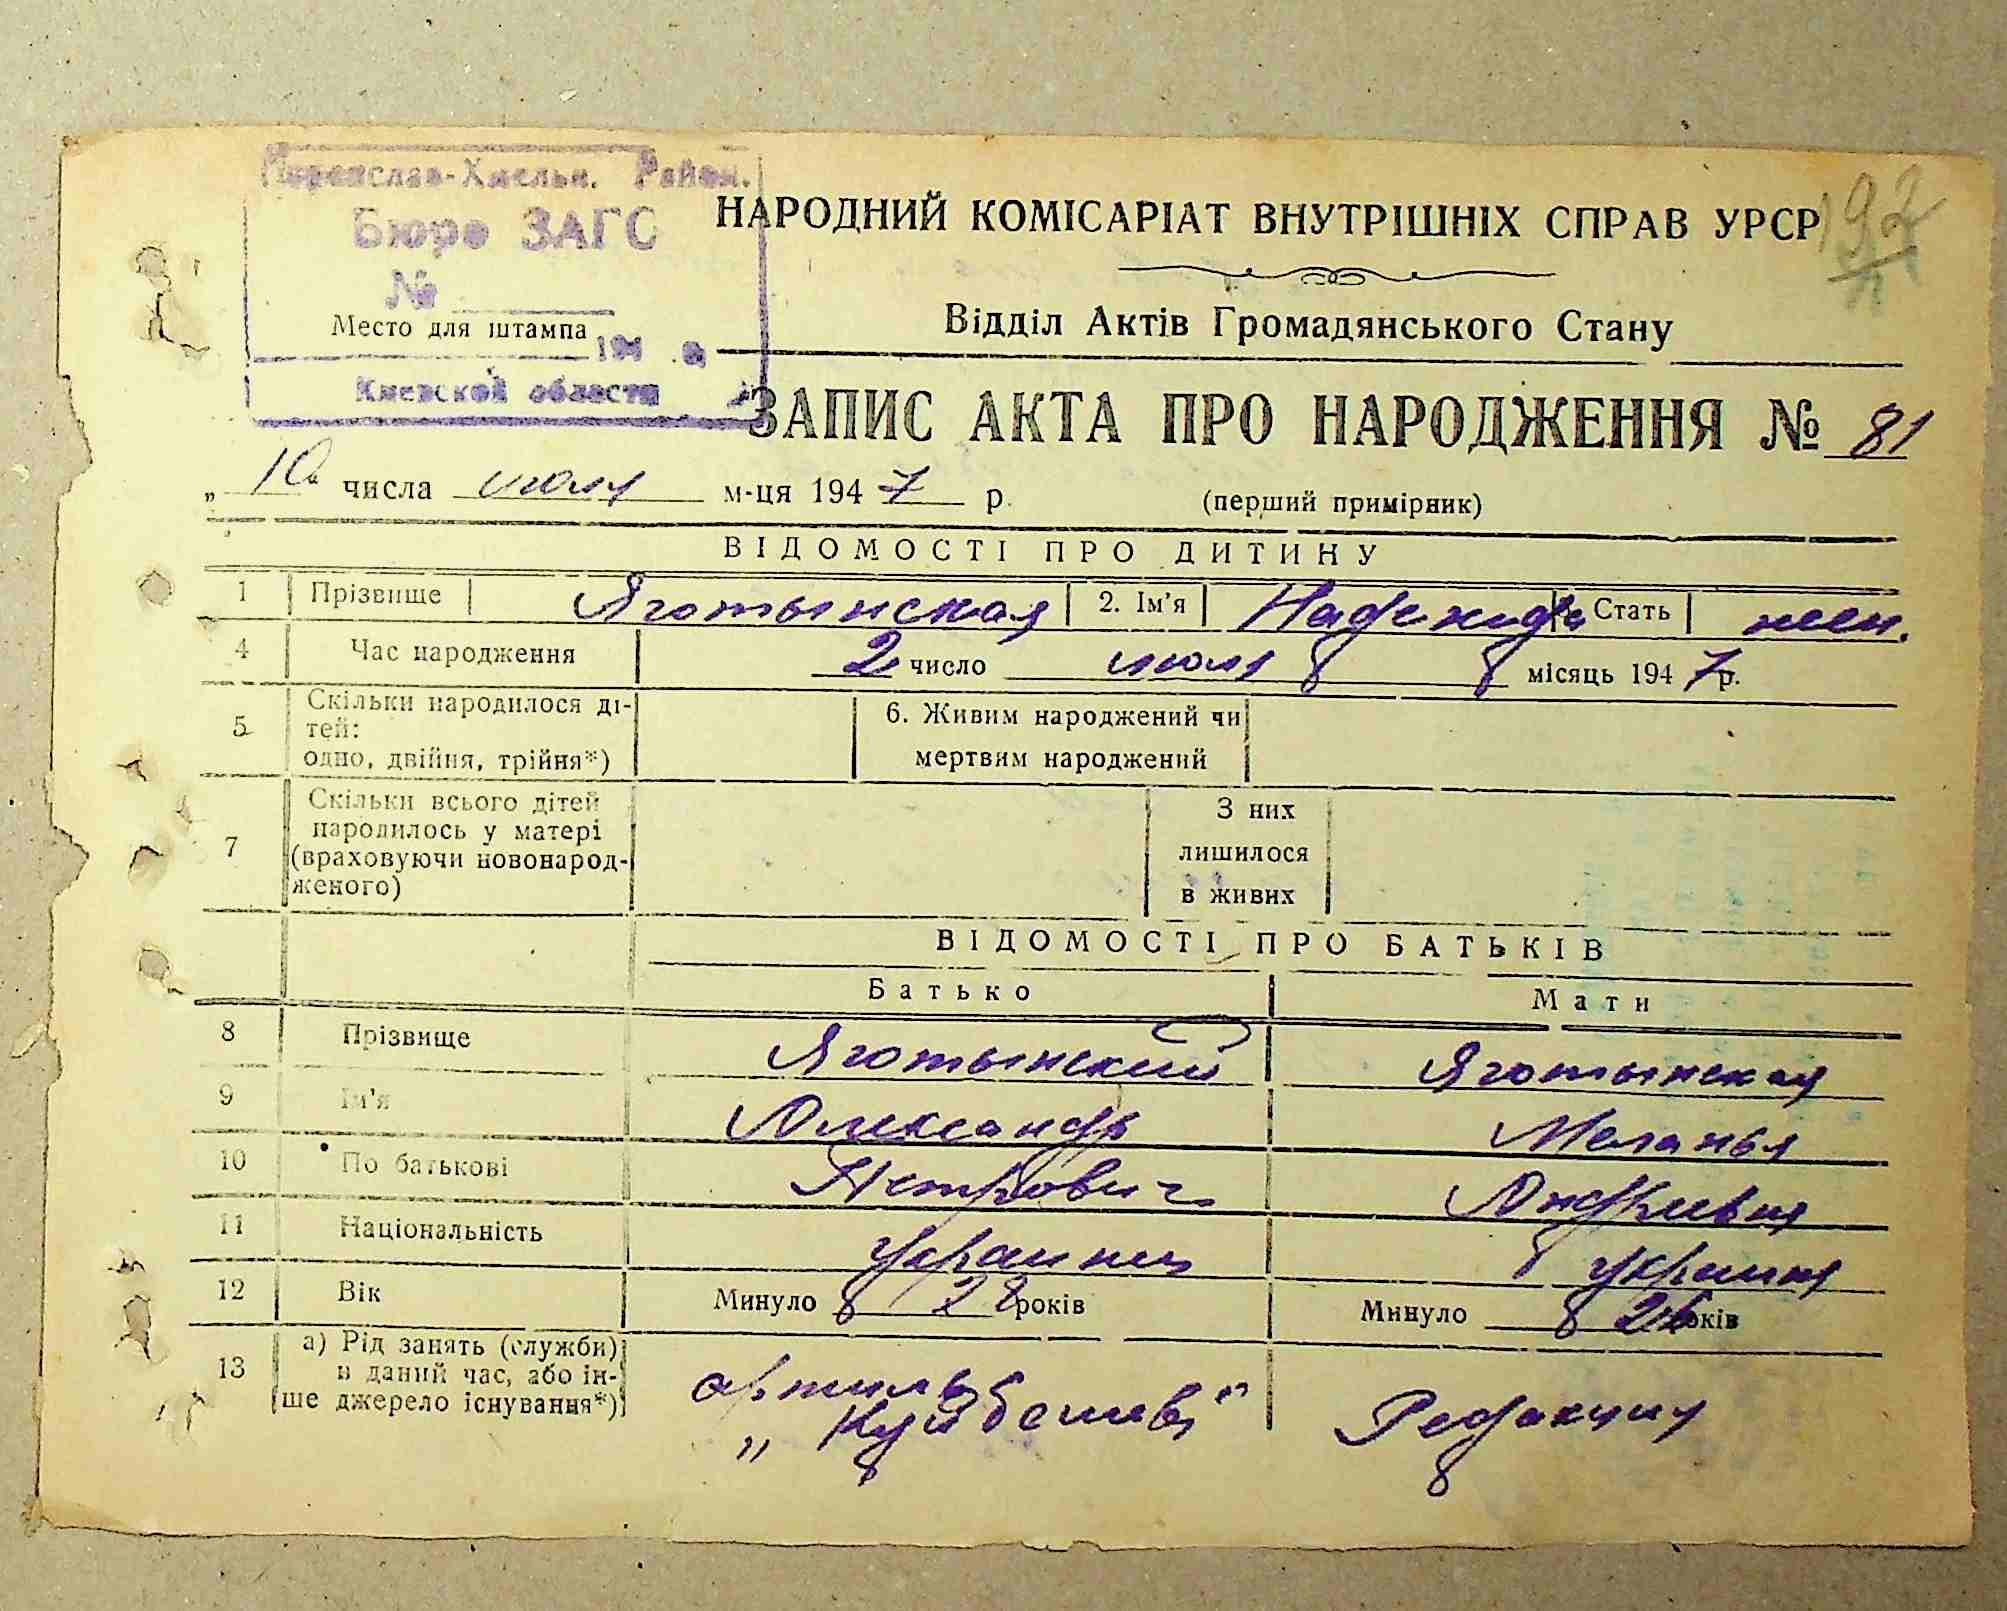 Переяслав-Хмельн. Район.
Бюро ЗАГС
№
Место для штампа
194 г.
Киевской области
НАРОДНИЙ КОМІСАРІАТ ВНУТРІШНІХ СПРАВ УРСР
Відділ Актів Громадянського Стану
ЗАПИС АКТА ПРО НАРОДЖЕННЯ № 81
„ 10 числа июля м-ця 1947 р. (перший примірник)
ВІДОМОСТІ ПРО ДИТИНУ
1 Прізвище Яготынская 2. Ім'я Надежда Стать жен.
4 Час народження 2 число июля місяць 1947 р.
5 Скільки народилося ді-
тей:
одно, двійня, трійня*)
6. Живим народжений чи
мертвим народжений
7 Скільки всього дітей
народилось у матері
(враховуючи новонарод-
женого)
З них
лишилося
в живих
ВІДОМОСТІ ПРО БАТЬКІВ
Батько Мати
8 Прізвище Яготынский Яготынская
9 Ім'я Александр Меланья
10 По батькові Петрович Андреевна
11 Національність украинец украинка
12 Вік Минуло 28 років Минуло 26 років
13 а) Рід занять (служби)
в даний час, або ін-
ше джерело існування*)
артиль
„Куйбешев" Редакция